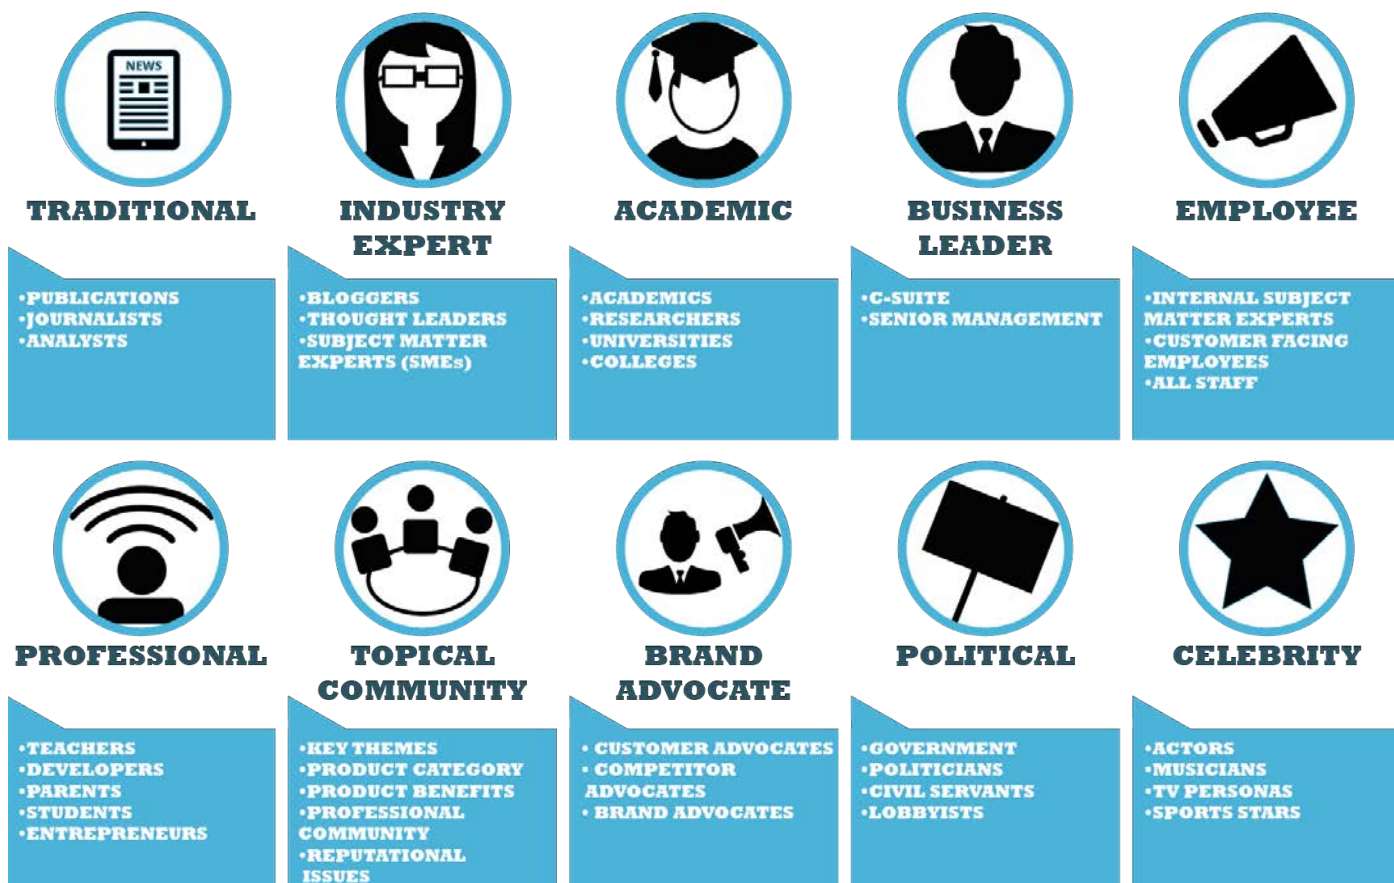 NEWS
TRADITIONAL
•PUBLICATIONS
•JOURNALISTS
•ANALYSTS
INDUSTRY
EXPERT
•BLOGGERS
•THOUGHT LEADERS
•SUBJECT MATTER
EXPERTS (SMEs)
ACADEMIC
•ACADEMICS
•RESEARCHERS
•UNIVERSITIES
•COLLEGES
BUSINESS
LEADER
•C-SUITE
•SENIOR MANAGEMENT
EMPLOYEE
•INTERNAL SUBJECT
MATTER EXPERTS
•CUSTOMER FACING
EMPLOYEES
•ALL STAFF
PROFESSIONAL
•TEACHERS
•DEVELOPERS
•PARENTS
•STUDENTS
•ENTREPRENEURS
TOPICAL
COMMUNITY
•KEY THEMES
•PRODUCT CATEGORY
•PRODUCT BENEFITS
•PROFESSIONAL
COMMUNITY
•REPUTATIONAL
ISSUES
BRAND
ADVOCATE
• CUSTOMER ADVOCATES
• COMPETITOR
ADVOCATES
• BRAND ADVOCATES
POLITICAL
•GOVERNMENT
•POLITICIANS
•CIVIL SERVANTS
•LOBBYISTS
CELEBRITY
•ACTORS
•MUSICIANS
•TV PERSONAS
•SPORTS STARS